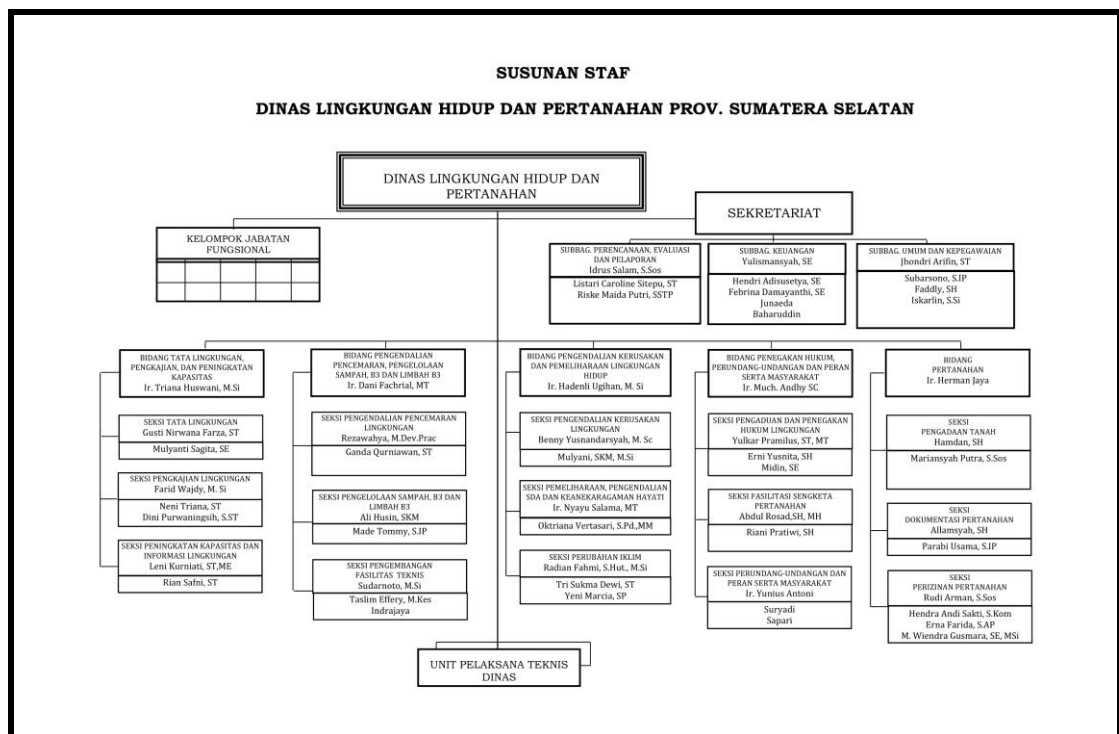 SUSUNAN STAF
DINAS LINGKUNGAN HIDUP DAN PERTANAHAN PROV. SUMATERA SELATAN
DINAS LINGKUNGAN HIDUP DAN
PERTANAHAN
SEKRETARIAT
KELOMPOK JABATAN
FUNGSIONAL
SUBBAG. PERENCANAAN, EVALUASI
DAN PELAPORAN
Idrus Salam, S.Sos
Listari Caroline Sitepu, ST
Riske Maida Putri, SSTP
SUBBAG. KEUANGAN
Yulismansyah, SE
Hendri Adisusetya, SE
Febrina Damayanthi, SE
Junaeda
Baharuddin
SUBBAG. UMUM DAN KEPEGAWAIAN
Jhondri Arifin, ST
Subarsono, S.IP
Faddly, SH
Iskarlin, S.Si
BIDANG TATA LINGKUNGAN,
PENGKAJIAN, DAN PENINGKATAN
KAPASITAS
Ir. Triana Huswani, M.Si
SEKSI TATA LINGKUNGAN
Gusti Nirwana Farza, ST
Mulyanti Sagita, SE
SEKSI PENGKAJIAN LINGKUNGAN
Farid Wajdy, M. Si
Neni Triana, ST
Dini Purwaningsih, S.ST
SEKSI PENINGKATAN KAPASITAS DAN
INFORMASI LINGKUNGAN
Leni Kurniati, ST,ME
Rian Safni, ST
BIDANG PENGENDALIAN
PENCEMARAN, PENGELOLAAN
SAMPAH, B3 DAN LIMBAH B3
Ir. Dani Fachrial, MT
SEKSI PENGENDALIAN PENCEMARAN
LINGKUNGAN
Rezawahya, M.Dev.Prac
Ganda Qurniawan, ST
SEKSI PENGELOLAAN SAMPAH, B3 DAN
LIMBAH B3
Ali Husin, SKM
Made Tommy, S.IP
SEKSI PENGEMBANGAN
FASILITAS TEKNIS
Sudarnoto, M.Si
Taslim Effery, M.Kes
Indrajaya
BIDANG PENGENDALIAN KERUSAKAN
DAN PEMELIHARAAN LINGKUNGAN
HIDUP
Ir. Hadenli Ugihan, M. Si
SEKSI PENGENDALIAN KERUSAKAN
LINGKUNGAN
Benny Yusnandarsyah, M. Sc
Mulyani, SKM, M.Si
SEKSI PEMELIHARAAN, PENGENDALIAN
SDA DAN KEANEKARAGAMAN HAYATI
Ir. Nyayu Salama, MT
Oktriana Vertasari, S.Pd.,MM
SEKSI PERUBAHAN IKLIM
Radian Fahmi, S.Hut., M.Si
Tri Sukma Dewi, ST
Yeni Marcia, SP
BIDANG PENEGAKAN HUKUM,
PERUNDANG-UNDANGAN DAN PERAN
SERTA MASYARAKAT
Ir. Much. Andhy SC
SEKSI PENGADUAN DAN PENEGAKAN
HUKUM LINGKUNGAN
Yulkar Pramilus, ST, MT
Erni Yusnita, SH
Midin, SE
SEKSI FASILITASI SENGKETA
PERTANAHAN
Abdul Rosad,SH, MH
Riani Pratiwi, SH
SEKSI PERUNDANG-UNDANGAN DAN
PERAN SERTA MASYARAKAT
Ir. Yunius Antoni
Suryadi
Sapari
BIDANG
PERTANAHAN
Ir. Herman Jaya
SEKSI
PENGADAAN TANAH
Hamdan, SH
Mariansyah Putra, S.Sos
SEKSI
DOKUMENTASI PERTANAHAN
Allamsyah, SH
Parabi Usama, S.IP
SEKSI
PERIZINAN PERTANAHAN
Rudi Arman, S.Sos
Hendra Andi Sakti, S.Kom
Erna Farida, S.AP
M. Wiendra Gusmara, SE, MSi
UNIT PELAKSANA TEKNIS
DINAS